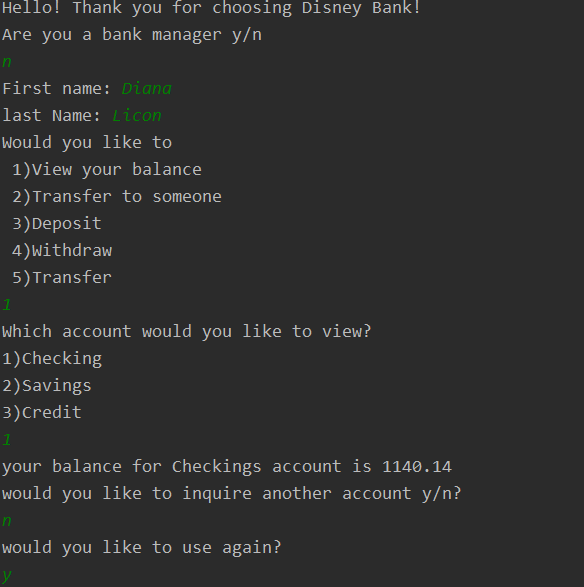 Hello! Thank you for choosing Disney Bank!
Are you a bank manager y/n
n
First name: Diana
last Name: Licon
Would you like to
1)View your balance
2)Transfer to someone
3)Deposit
4)Withdraw
5)Transfer
1
Which account would you like to view?
1)Checking
2)Savings
3)Credit
1
your balance for Checkings account is 1140.14
would you like to inquire another account y/n?
n
would you like to use again?
y